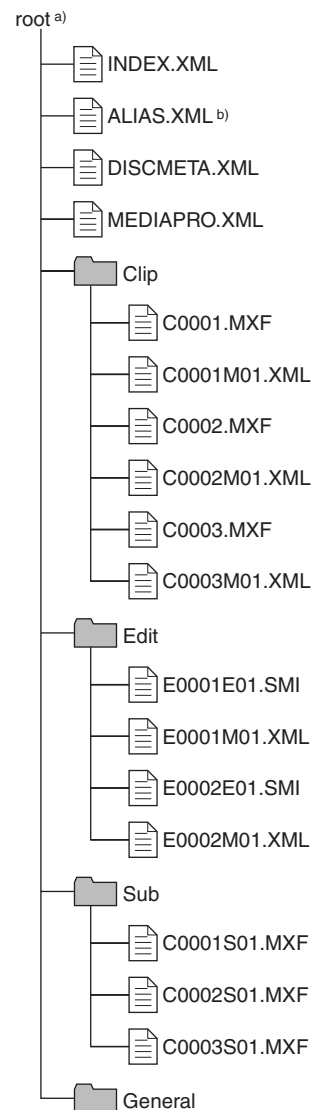 root a)
INDEX.XML
ALIAS.XML b)
DISCMETA.XML
MEDIAPRO.XML
Clip
C0001.MXF
C0001M01.XML
C0002.MXF
C0002M01.XML
C0003.MXF
C0003M01.XML
Edit
E0001E01.SMI
E0001M01.XML
E0002E01.SMI
E0002M01.XML
Sub
C0001S01.MXF
C0002S01.MXF
C0003S01.MXF
General